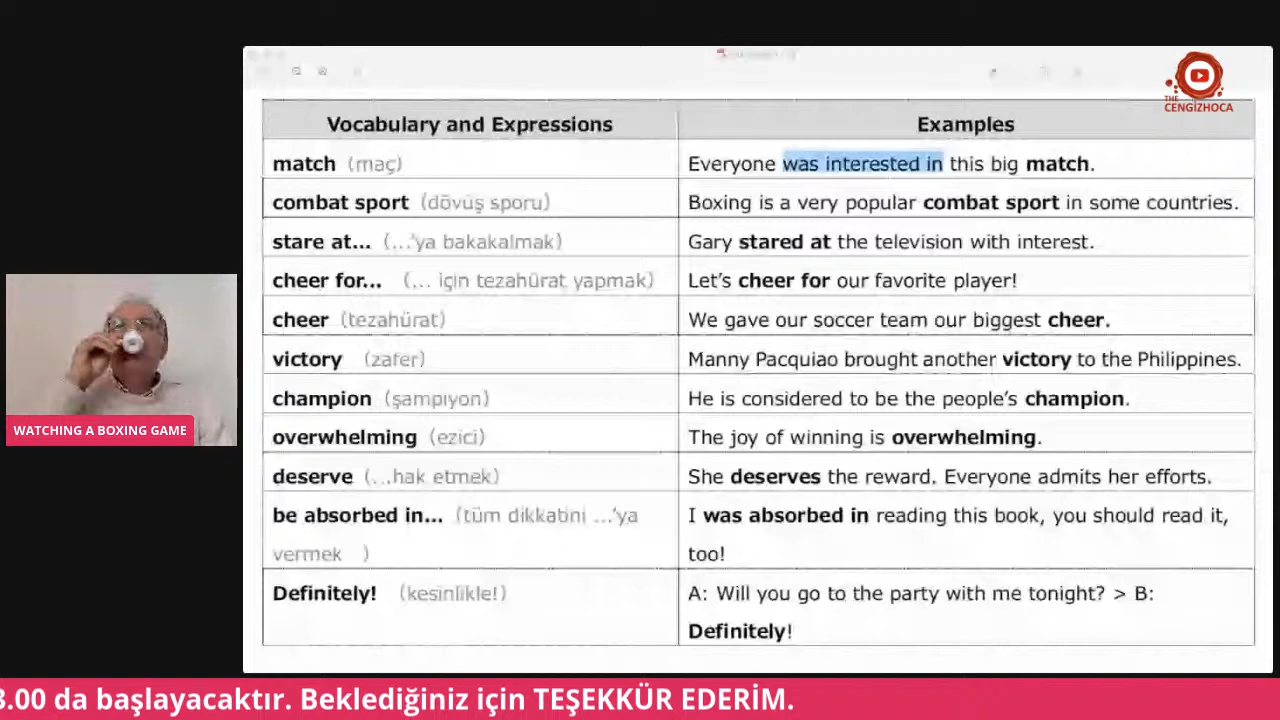 THE
CENGİZHOCA
Vocabulary and Expressions Examples
match (maç) Everyone was interested in this big match.
combat sport (dövüş sporu) Boxing is a very popular combat sport in some countries.
stare at... (...'ya bakakalmak) Gary stared at the television with interest.
cheer for... (... için tezahürat yapmak) Let's cheer for our favorite player!
cheer (tezahürat) We gave our soccer team our biggest cheer.
victory (zafer) Manny Pacquiao brought another victory to the Philippines.
champion (şampiyon) He is considered to be the people's champion.
overwhelming (ezici) The joy of winning is overwhelming.
deserve (...hak etmek) She deserves the reward. Everyone admits her efforts.
be absorbed in... (tüm dikkatini ...'ya I was absorbed in reading this book, you should read it,
vermek ) too!
Definitely! (kesinlikle!) A: Will you go to the party with me tonight? > B:
Definitely!
WATCHING A BOXING GAME
3.00 da başlayacaktır. Beklediğiniz için TEŞEKKÜR EDERİM.